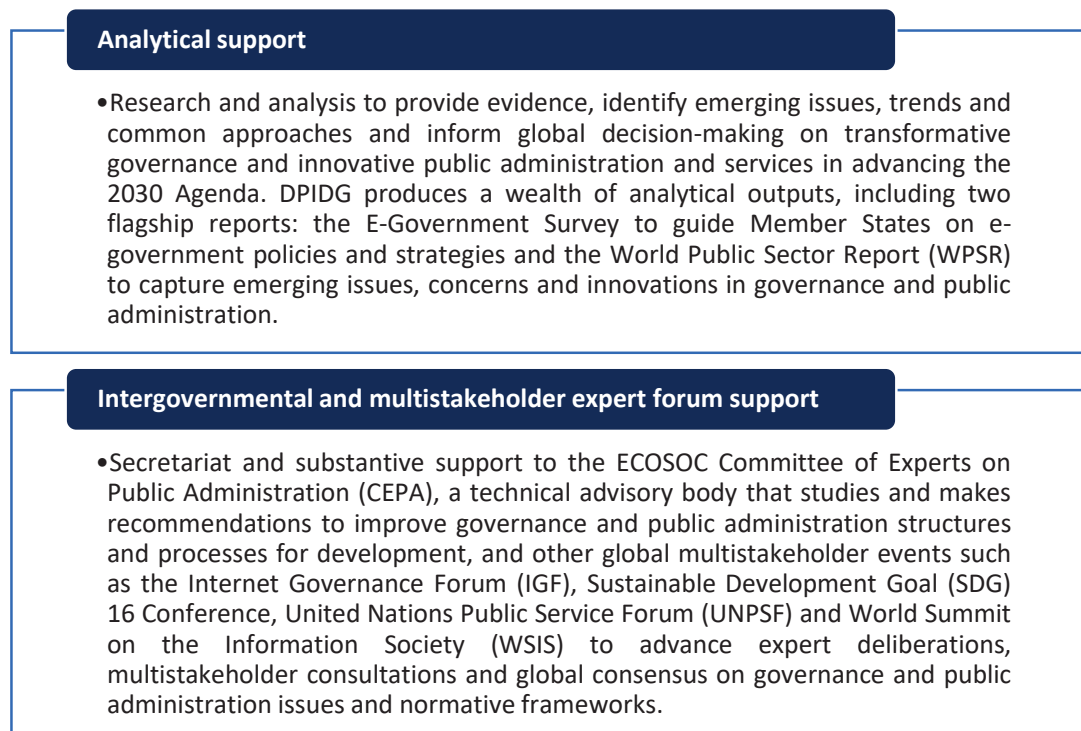 Analytical support
•Research and analysis to provide evidence, identify emerging issues, trends and
common approaches and inform global decision-making on transformative
governance and innovative public administration and services in advancing the
2030 Agenda. DPIDG produces a wealth of analytical outputs, including two
flagship reports: the E-Government Survey to guide Member States on e-
government policies and strategies and the World Public Sector Report (WPSR)
to capture emerging issues, concerns and innovations in governance and public
administration.
Intergovernmental and multistakeholder expert forum support
•Secretariat and substantive support to the ECOSOC Committee of Experts on
Public Administration (CEPA), a technical advisory body that studies and makes
recommendations to improve governance and public administration structures
and processes for development, and other global multistakeholder events such
as the Internet Governance Forum (IGF), Sustainable Development Goal (SDG)
16 Conference, United Nations Public Service Forum (UNPSF) and World Summit
on the Information Society (WSIS) to advance expert deliberations,
multistakeholder consultations and global consensus on governance and public
administration issues and normative frameworks.